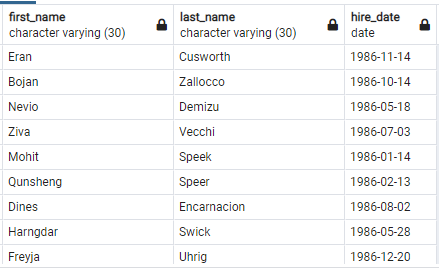 first_name last_name hire_date
character varying (30) character varying (30) date
Eran Cusworth 1986-11-14
Bojan Zallocco 1986-10-14
Nevio Demizu 1986-05-18
Ziva Vecchi 1986-07-03
Mohit Speek 1986-01-14
Qunsheng Speer 1986-02-13
Dines Encarnacion 1986-08-02
Harngdar Swick 1986-05-28
Freyja Uhrig 1986-12-20